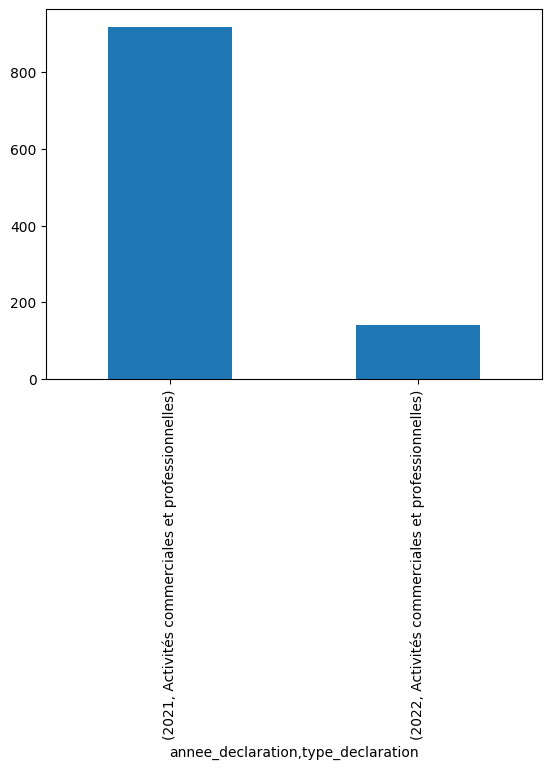 800
600
400
200
0
(2021, Activités commerciales et professionnelles)
(2022, Activités commerciales et professionnelles)
annee_declaration,type_declaration